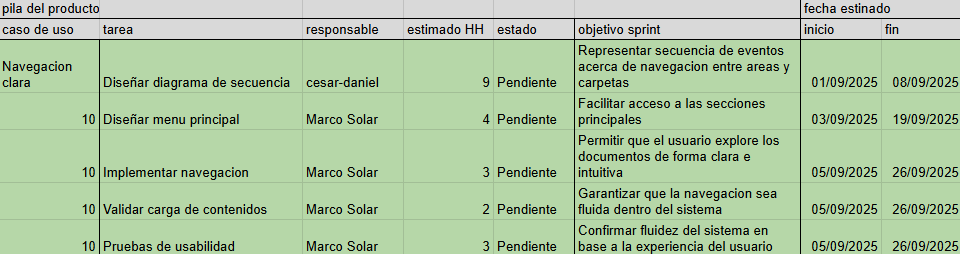 pila del producto fecha estinado
caso de uso tarea responsable estimado HH estado objetivo sprint inicio fin
Navegacion clara Diseñar diagrama de secuencia cesar-daniel 9 Pendiente Representar secuencia de eventos acerca de navegacion entre areas y carpetas 01/09/2025 08/09/2025
10 Diseñar menu principal Marco Solar 4 Pendiente Facilitar acceso a las secciones principales 03/09/2025 19/09/2025
10 Implementar navegacion Marco Solar 3 Pendiente Permitir que el usuario explore los documentos de forma clara e intuitiva 05/09/2025 26/09/2025
10 Validar carga de contenidos Marco Solar 2 Pendiente Garantizar que la navegacion sea fluida dentro del sistema 05/09/2025 26/09/2025
10 Pruebas de usabilidad Marco Solar 3 Pendiente Confirmar fluidez del sistema en base a la experiencia del usuario 05/09/2025 26/09/2025